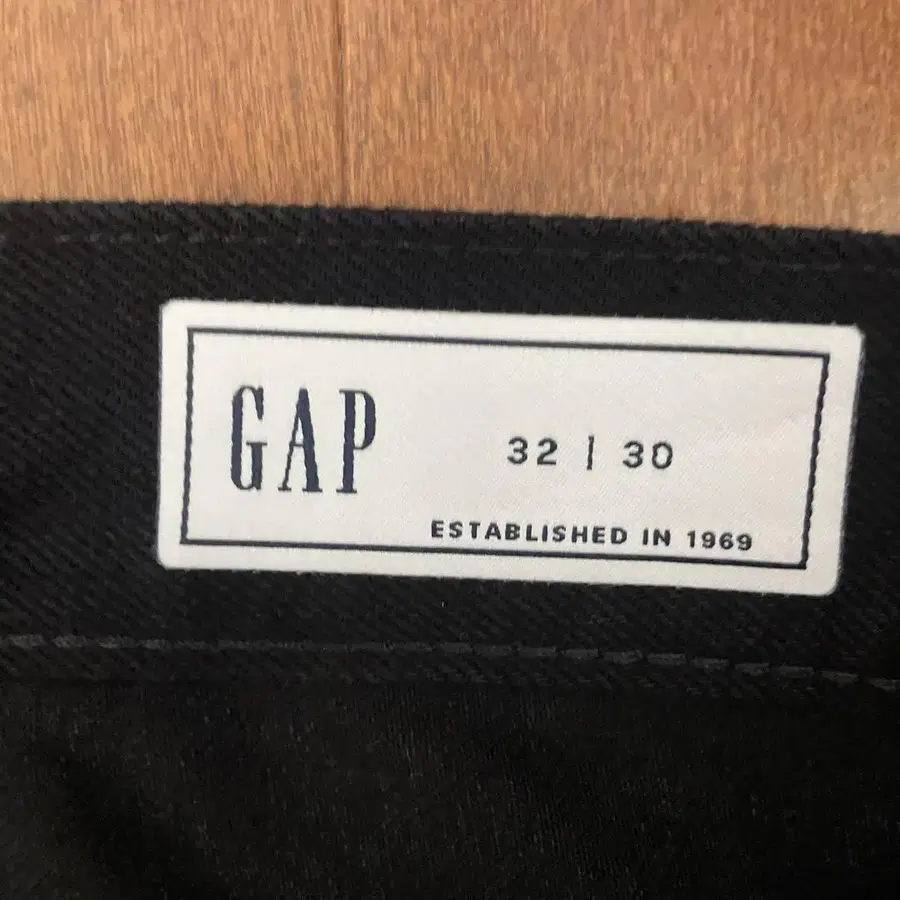 GAP
32 | 30
ESTABLISHED IN 1969